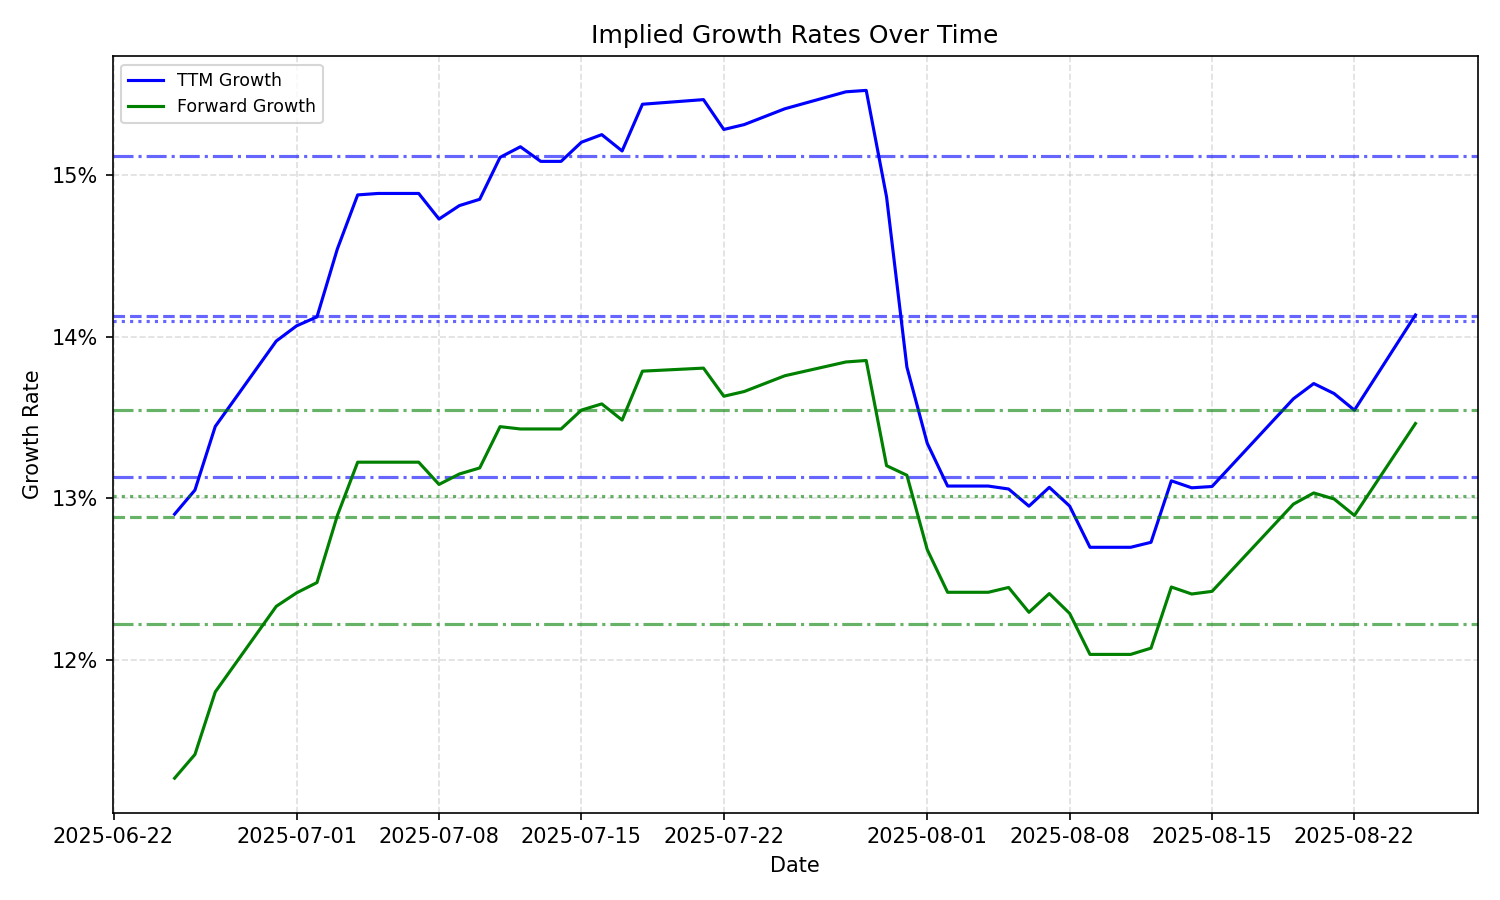 Implied Growth Rates Over Time
TTM Growth
Forward Growth
15%
14%
13%
12%
Growth Rate
2025-06-22 2025-07-01 2025-07-08 2025-07-15 2025-07-22 2025-08-01 2025-08-08 2025-08-15 2025-08-22
Date